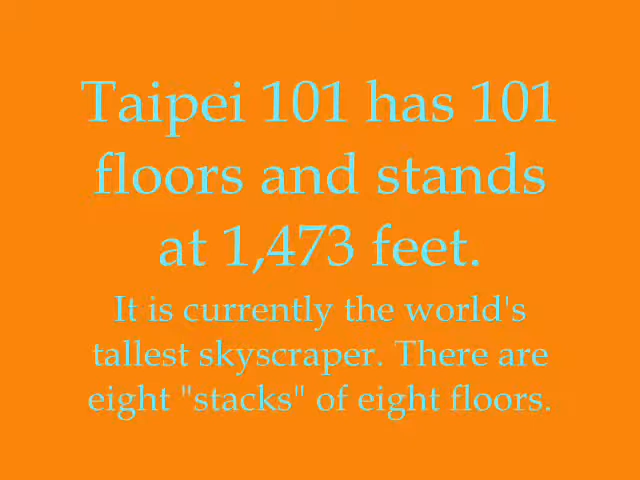 Taipei 101 has 101
floors and stands
at 1,473 feet.
It is currently the world's
tallest skyscraper. There are
eight "stacks" of eight floors.